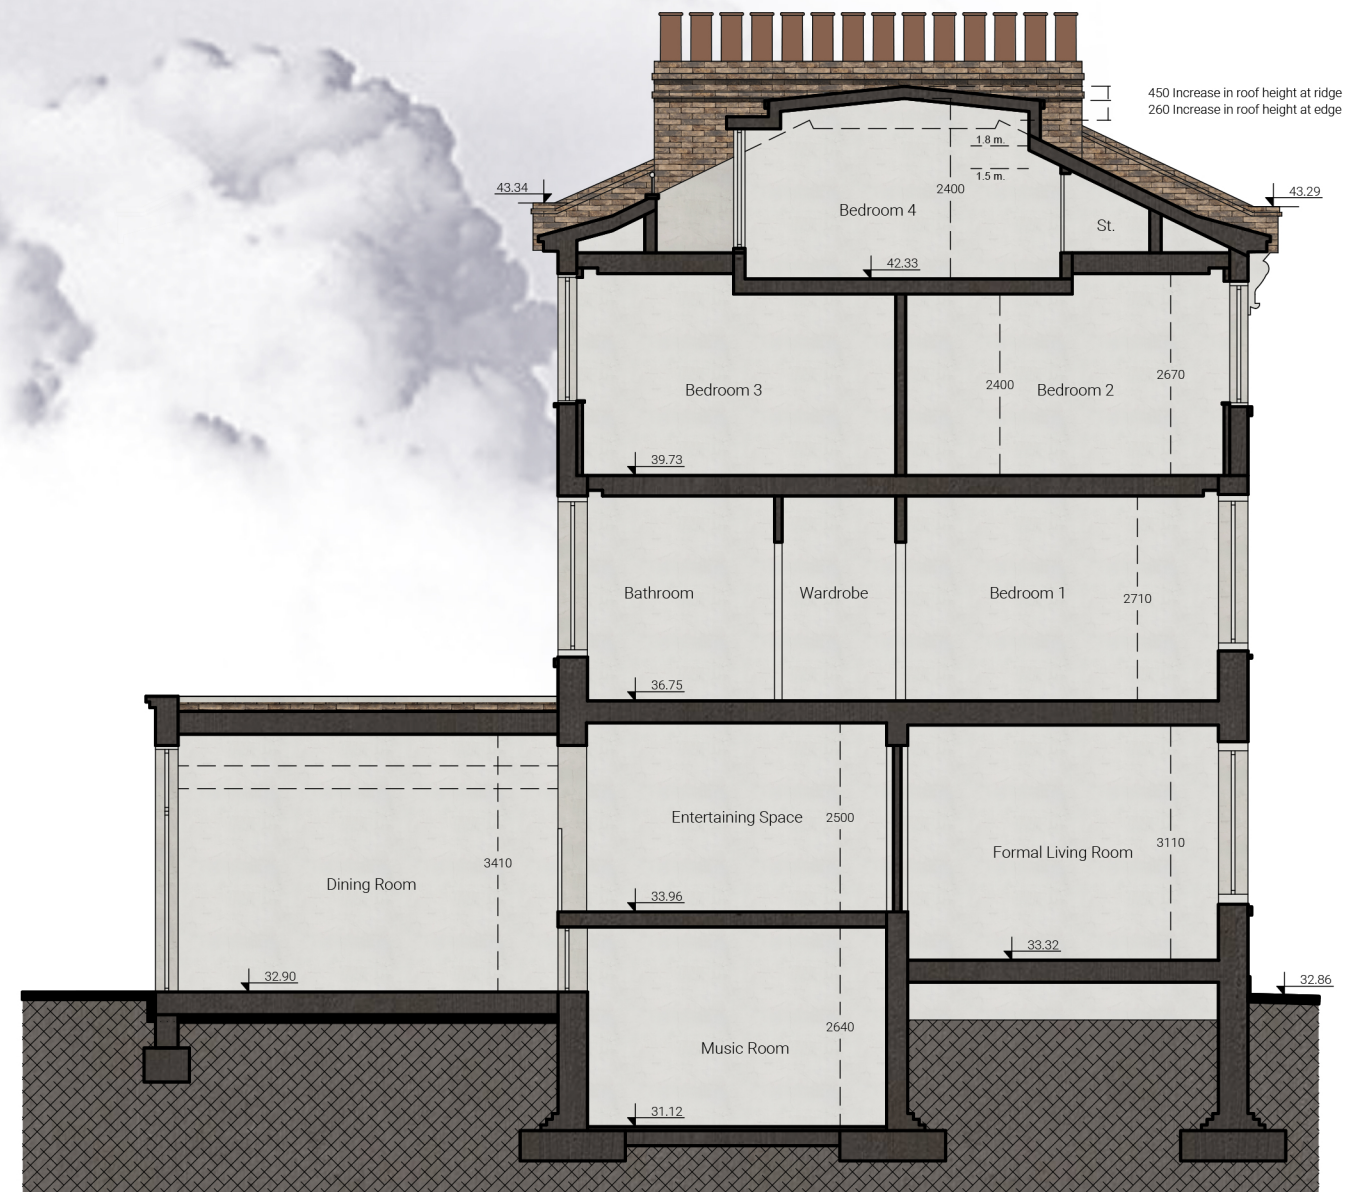 450 Increase in roof height at ridge
260 Increase in roof height at edge
1.8 m.
1.5 m.
43.34
2400
43.29
Bedroom 4
St.
42.33
Bedroom 3
2400
Bedroom 2
2670
39.73
Bathroom
Wardrobe
Bedroom 1
2710
36.75
Entertaining Space
2500
Formal Living Room
3110
Dining Room
3410
33.96
33.32
32.90
32.86
Music Room
2640
31.12